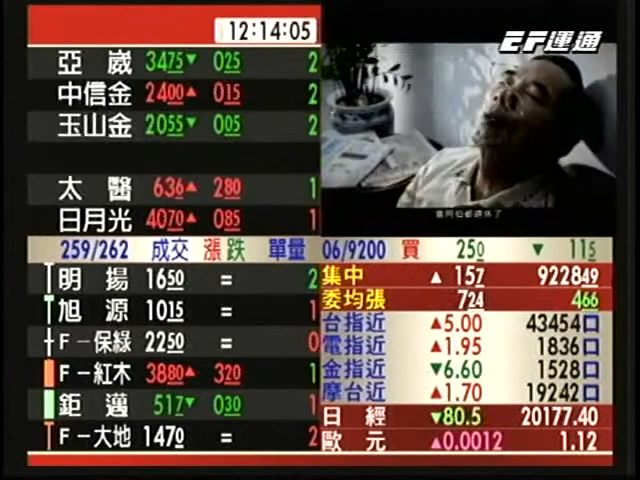 12:14:05
EF運通
亞崴 3475▼ 025 2
中信金 2400▲ 015 2
玉山金 2055▼ 005 2
太醫 636▲ 280 1
日月光 4070▲ 085 1
259/262 成交 漲跌 單量
明揚 1650 = 2
旭源 1015 = 1
F－保綠 2250 = 0
F－紅木 3880▲ 320 1
鉅邁 517▼ 030 1
F－大地 1470 = 2
會阿伯都退休了
06/9200 買 250 ▼ 115
集中 ▲ 157 922849
委均張 724 466
台指近 ▲5.00 43454口
電指近 ▲1.95 1836口
金指近 ▼6.60 1528口
摩台近 ▲1.70 19242口
日經 ▼80.5 20177.40
歐元 ▲0.0012 1.12